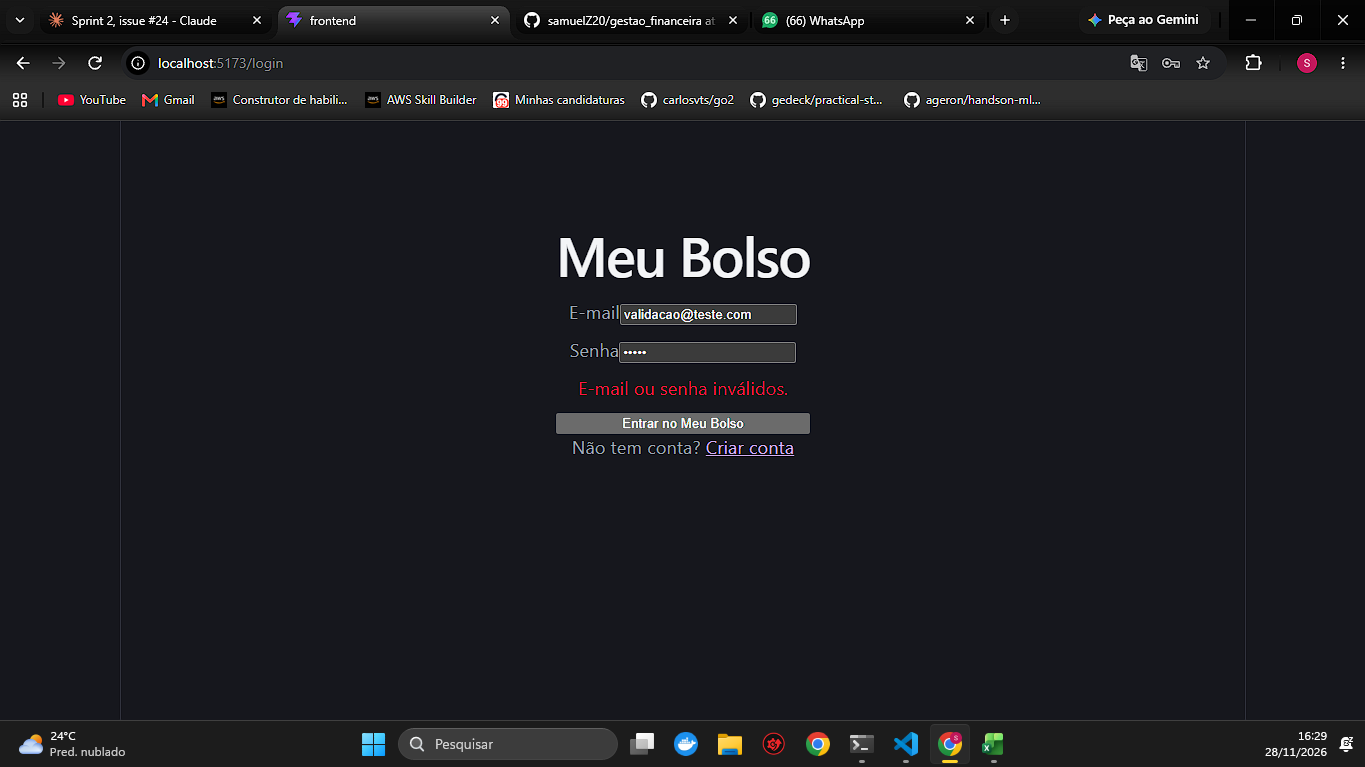 Sprint 2, issue #24 - Claude
frontend
samuelZ20/gestao_financeira at
66
(66) WhatsApp
Peça ao Gemini
localhost:5173/login
S
YouTube
Gmail
Construtor de habili...
AWS Skill Builder
Minhas candidaturas
carlosvts/go2
gedeck/practical-st...
ageron/handson-ml...
Meu Bolso
E-mail validacao@teste.com
Senha •••••
E-mail ou senha inválidos.
Entrar no Meu Bolso
Não tem conta? Criar conta
24°C
Pred. nublado
Pesquisar
16:29
28/11/2026